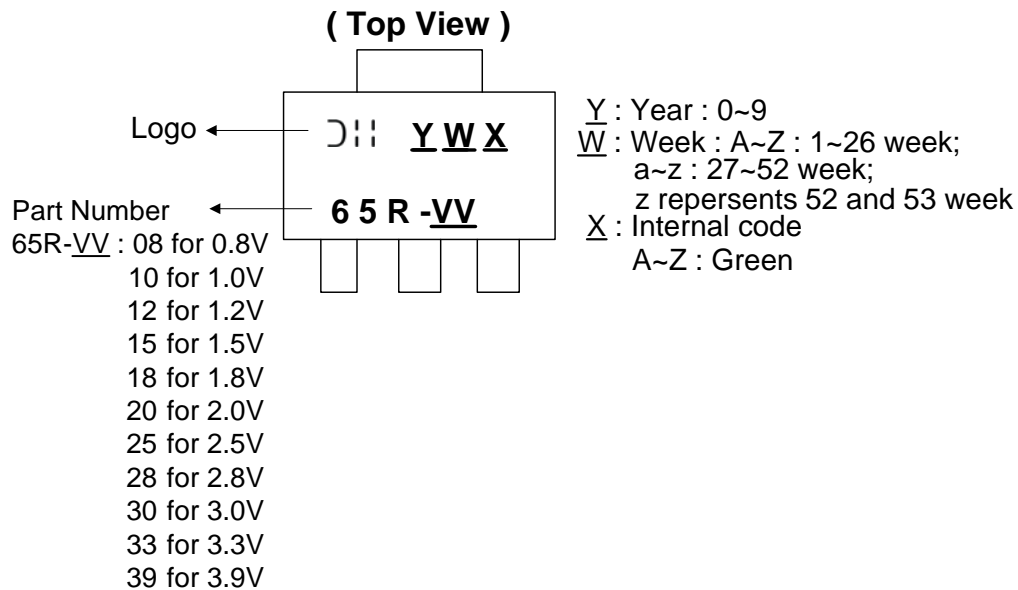 ( Top View )
Logo
YWX
65R-VV
Y : Year : 0~9
W : Week : A~Z : 1~26 week;
a~z : 27~52 week;
z repersents 52 and 53 week
X : Internal code
A~Z : Green
Part Number
65R-VV : 08 for 0.8V
10 for 1.0V
12 for 1.2V
15 for 1.5V
18 for 1.8V
20 for 2.0V
25 for 2.5V
28 for 2.8V
30 for 3.0V
33 for 3.3V
39 for 3.9V